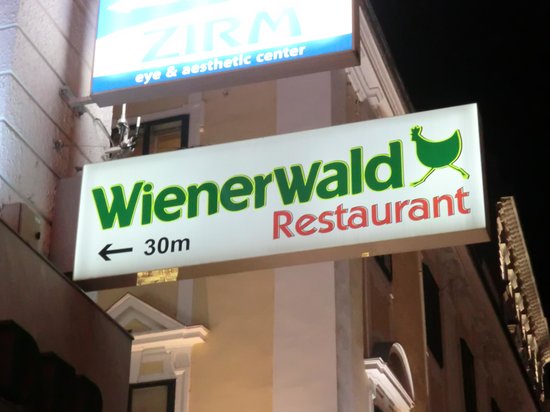 ZIRM
eye & aesthetic center
Wienerwald
Restaurant
← 30m